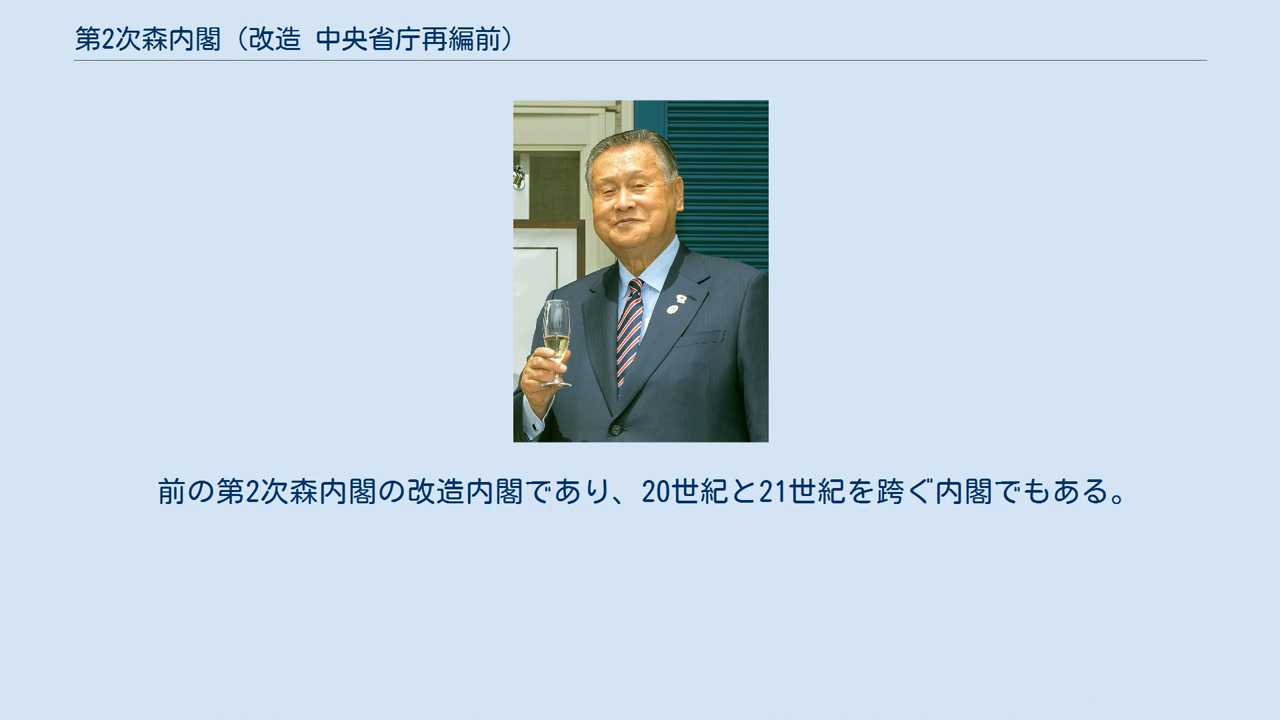 第2次森内閣（改造 中央省庁再編前）
前の第2次森内閣の改造内閣であり、20世紀と21世紀を跨ぐ内閣でもある。